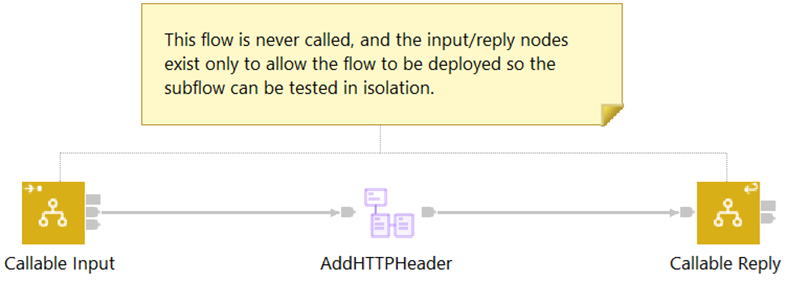 This flow is never called, and the input/reply nodes
exist only to allow the flow to be deployed so the
subflow can be tested in isolation.
Callable Input
AddHTTPHeader
Callable Reply